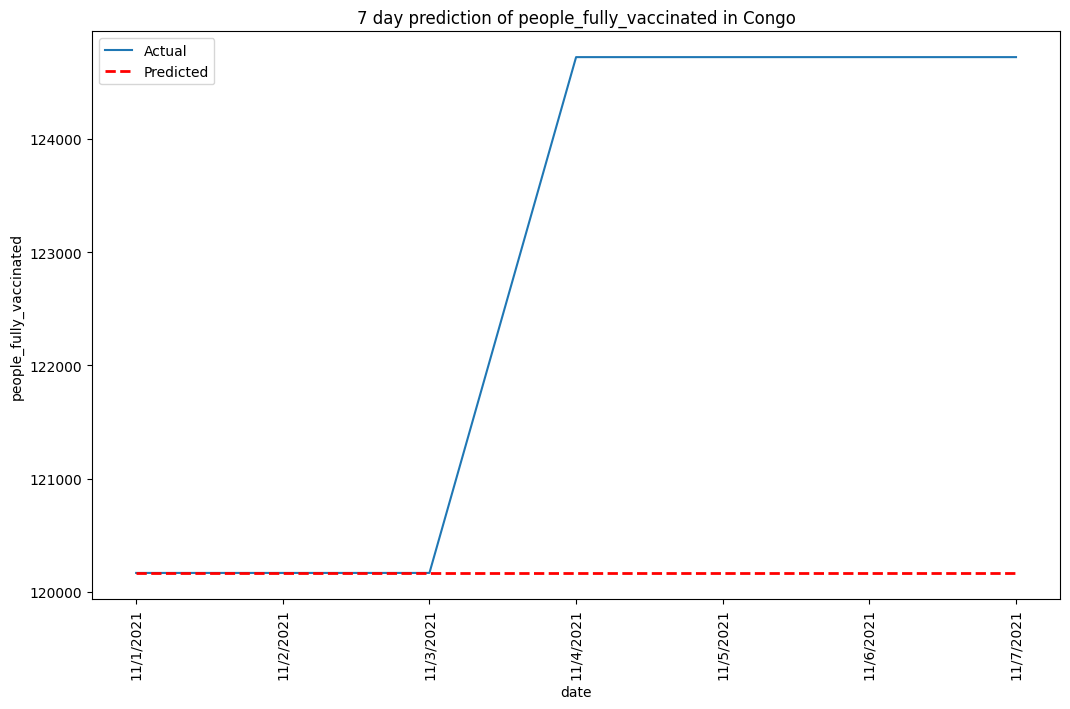 7 day prediction of people_fully_vaccinated in Congo
Actual
Predicted
people_fully_vaccinated
124000
123000
122000
121000
120000
11/1/2021
11/2/2021
11/3/2021
11/4/2021
11/5/2021
11/6/2021
11/7/2021
date